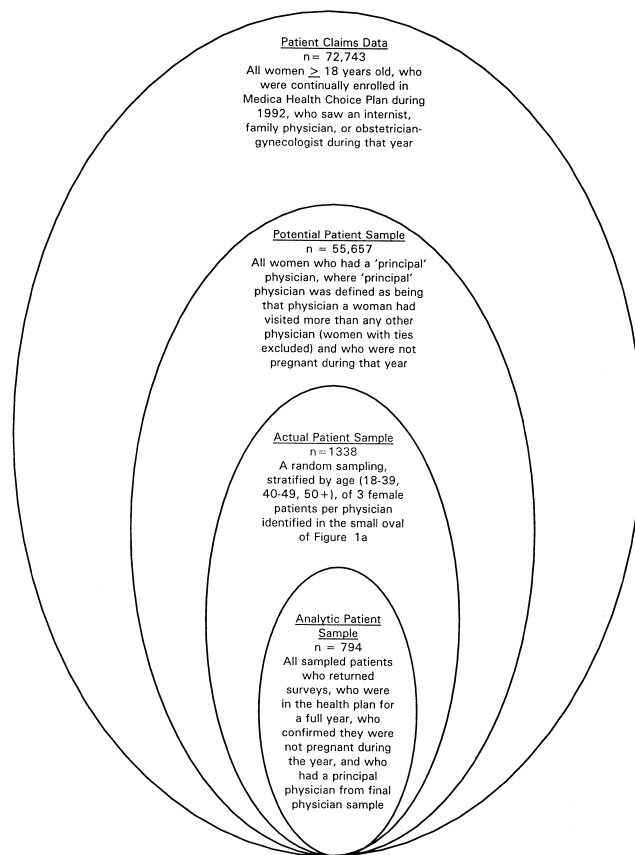 Patient Claims Data
n= 72,743
All women ≥ 18 years old, who
were continually enrolled in
Medica Health Choice Plan during
1992, who saw an internist,
family physician, or obstetrician-
gynecologist during that year
Potential Patient Sample
n = 55,657
All women who had a 'principal'
physician, where 'principal'
physician was defined as being
that physician a woman had
visited more than any other
physician (women with ties
excluded) and who were not
pregnant during that year
Actual Patient Sample
n=1338
A random sampling,
stratified by age (18-39,
40-49, 50+), of 3 female
patients per physician
identified in the small oval
of Figure 1a
Analytic Patient
Sample
n = 794
All sampled patients
who returned
surveys, who were
in the health plan for
a full year, who
confirmed they were
not pregnant during
the year, and who
had a principal
physician from final
physician sample